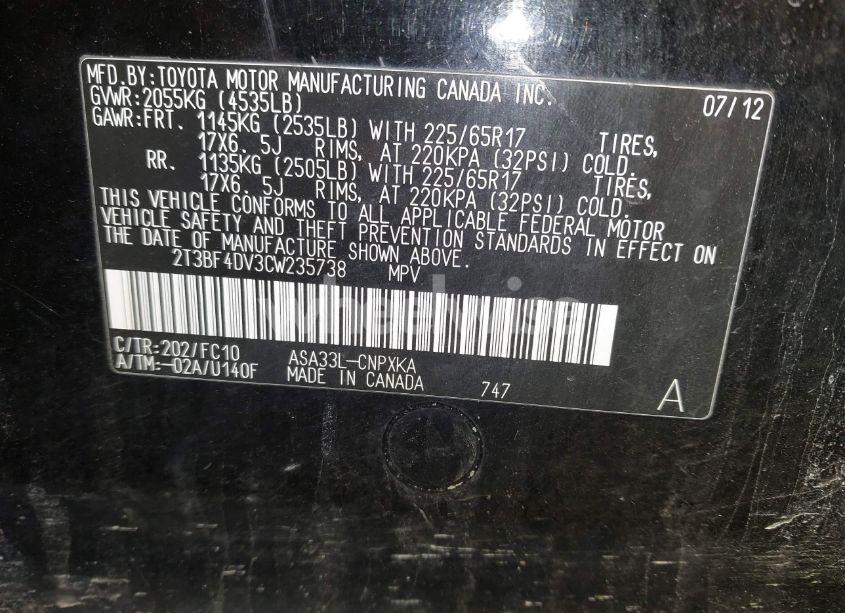 MFD.BY:TOYOTA MOTOR MANUFACTURING CANADA INC. 07/12
GVWR:2055KG (4535LB)
GAWR:FRT. 1145KG (2535LB) WITH 225/65R17 TIRES,
17X6. 5J RIMS, AT 220KPA (32PSI) COLD.
RR. 1135KG (2505LB) WITH 225/65R17 TIRES,
17X6. 5J RIMS, AT 220KPA (32PSI) COLD.
THIS VEHICLE CONFORMS TO ALL APPLICABLE FEDERAL MOTOR
VEHICLE SAFETY AND THEFT PREVENTION STANDARDS IN EFFECT ON
THE DATE OF MANUFACTURE SHOWN ABOVE.
2T3BF4DV3CW235738 MPV
C/TR:202/FC10 ASA33L-CNPXKA
A/TM:-02A/U140F MADE IN CANADA 747 A